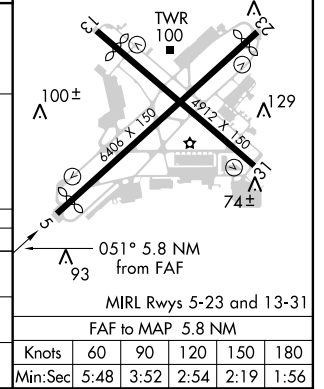 TWR
100
13
23
100±
129
6406 X 150
4912 X 150
V
V
V
V
5
31
74±
93
051° 5.8 NM
from FAF
MIRL Rwys 5-23 and 13-31
FAF to MAP 5.8 NM
Knots 60 90 120 150 180
Min:Sec 5:48 3:52 2:54 2:19 1:56